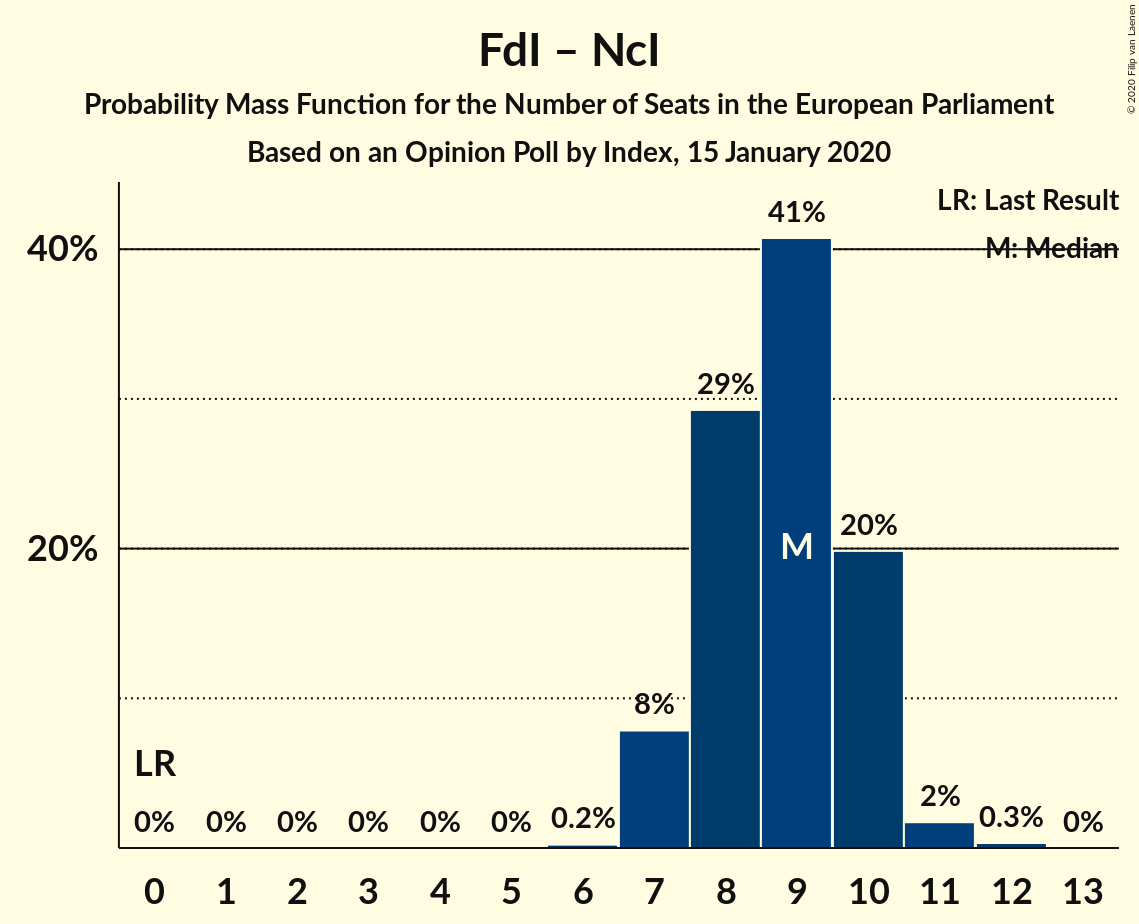 FdI – NcI
Probability Mass Function for the Number of Seats in the European Parliament
Based on an Opinion Poll by Index, 15 January 2020
© 2020 Filip van Laenen
LR: Last Result
M: Median
41%
40%
29%
20%
20%
M
8%
LR
0% 0% 0% 0% 0% 0% 0.2% 2% 0.3% 0%
0 1 2 3 4 5 6 7 8 9 10 11 12 13